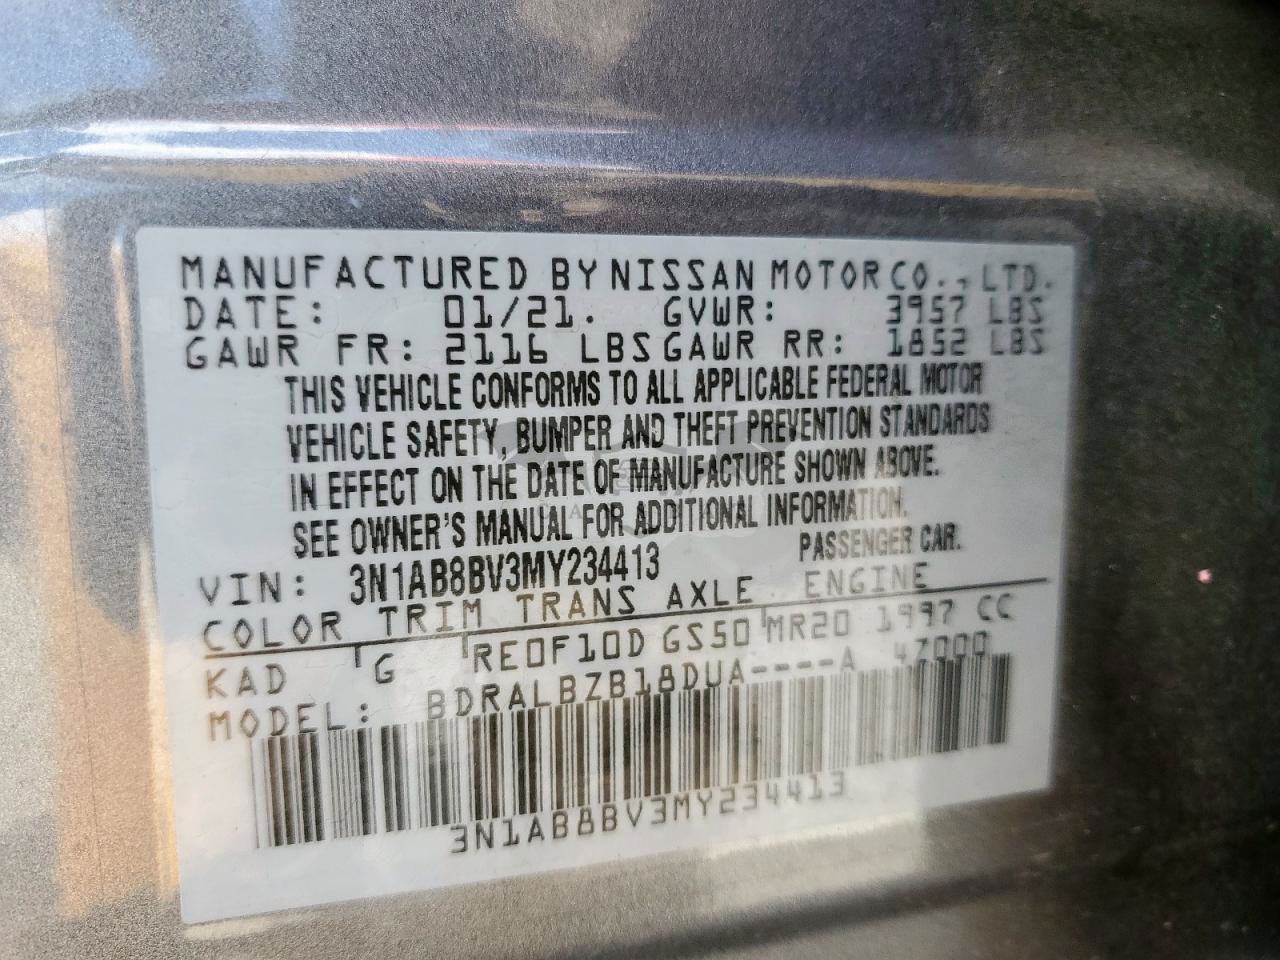 MANUFACTURED BY NISSAN MOTOR CO., LTD.
DATE: 01/21. GVWR: 3957 LBS
GAWR FR: 2116 LBS GAWR RR: 1852 LBS
THIS VEHICLE CONFORMS TO ALL APPLICABLE FEDERAL MOTOR
VEHICLE SAFETY, BUMPER AND THEFT PREVENTION STANDARDS
IN EFFECT ON THE DATE OF MANUFACTURE SHOWN ABOVE.
SEE OWNER'S MANUAL FOR ADDITIONAL INFORMATION.
VIN: 3N1AB8BV3MY234413 PASSENGER CAR.
COLOR TRIM TRANS AXLE ENGINE
KAD G RE0F10D GS50 MR20 1997 CC
MODEL: BDRALBZB18DUA----A 47000
3N1AB8BV3MY234413